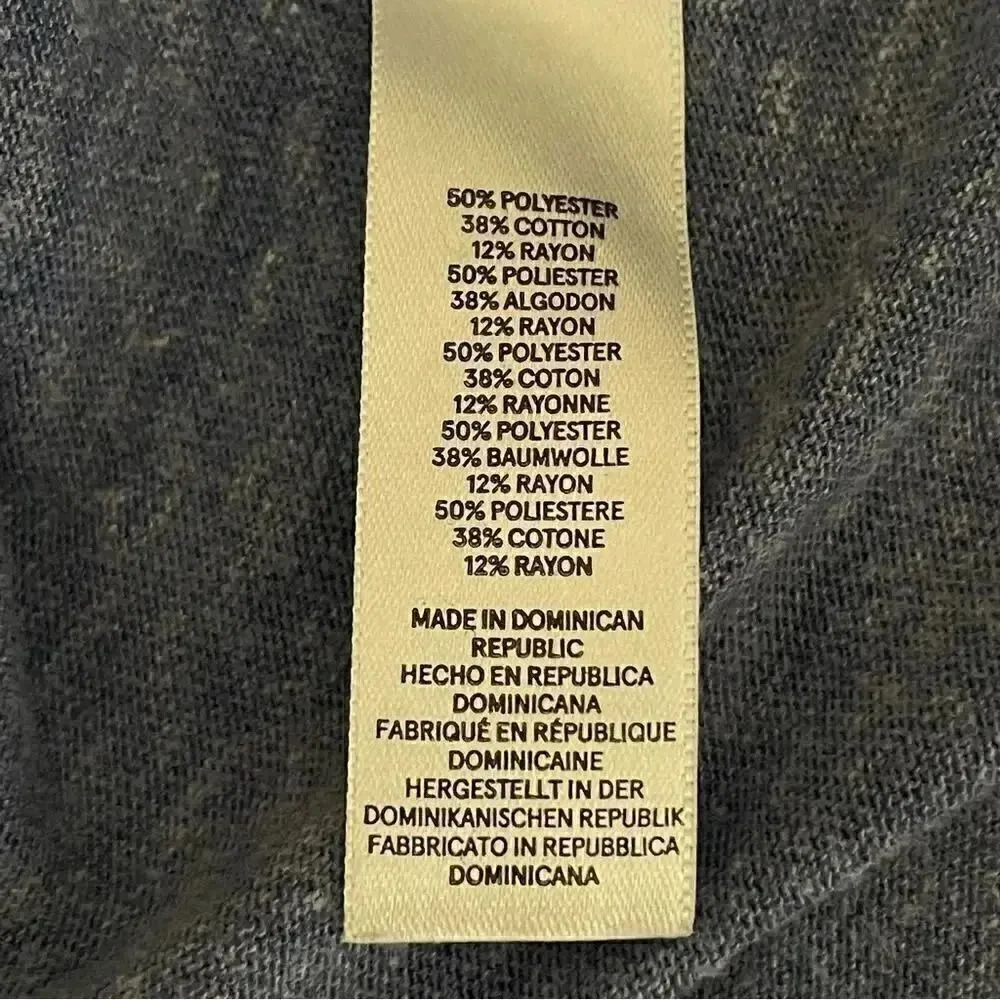 50% POLYESTER
38% COTTON
12% RAYON
50% POLIESTER
38% ALGODON
12% RAYON
50% POLYESTER
38% COTON
12% RAYONNE
50% POLYESTER
38% BAUMWOLLE
12% RAYON
50% POLIESTERE
38% COTONE
12% RAYON
MADE IN DOMINICAN
REPUBLIC
HECHO EN REPUBLICA
DOMINICANA
FABRIQUÉ EN RÉPUBLIQUE
DOMINICAINE
HERGESTELLT IN DER
DOMINIKANISCHEN REPUBLIK
FABBRICATO IN REPUBBLICA
DOMINICANA